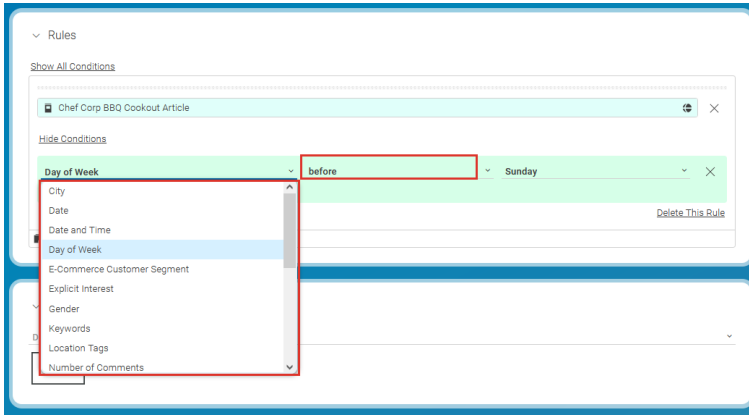 Rules
Show All Conditions
Chef Corp BBQ Cookout Article
Hide Conditions
Day of Week before Sunday
City
Date
Date and Time
Day of Week
Delete This Rule
E-Commerce Customer Segment
Explicit Interest
Gender
Keywords
Location Tags
Number of Comments